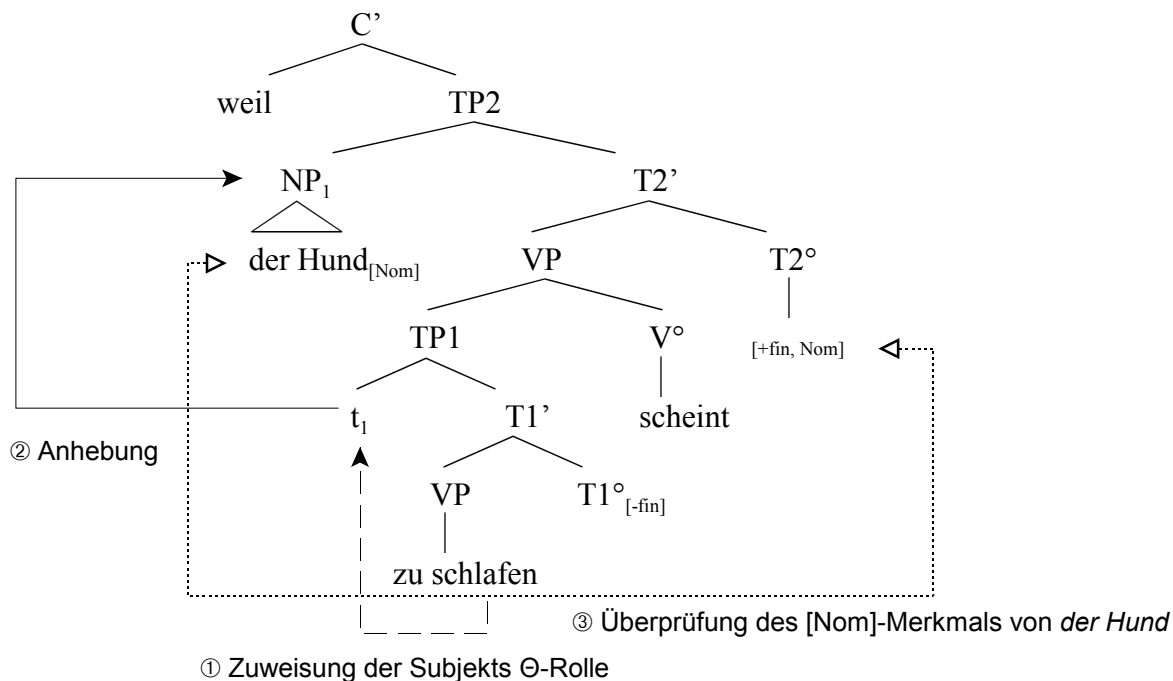 C’
weil TP2
NP₁ T2’
der Hund[Nom] VP T2°
TP1 V° [+fin, Nom]
t₁ T1’ scheint
② Anhebung
VP T1°[-fin]
zu schlafen
③ Überprüfung des [Nom]-Merkmals von der Hund
① Zuweisung der Subjekts Θ-Rolle